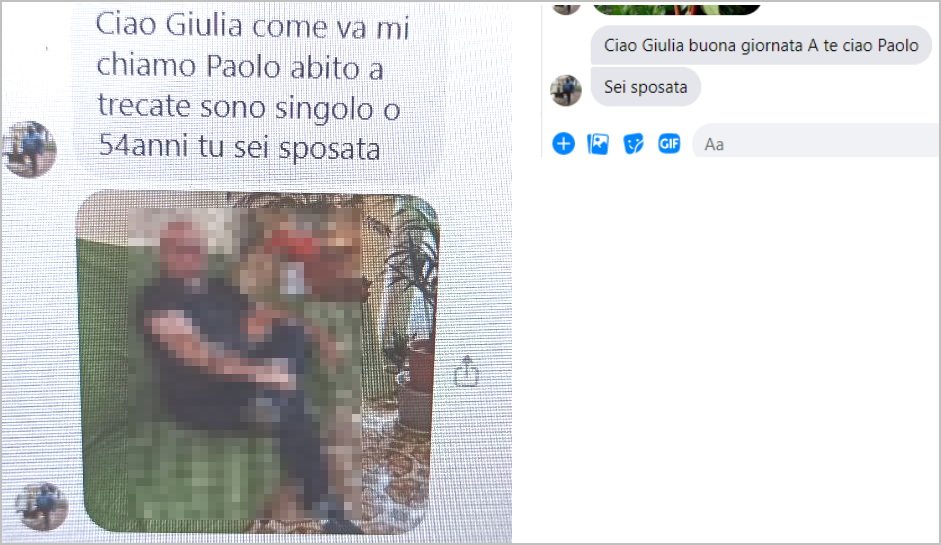 Ciao Giulia come va mi
chiamo Paolo abito a
trecate sono singolo o
54anni tu sei sposata
Ciao Giulia buona giornata A te ciao Paolo
Sei sposata
GIF
Aa